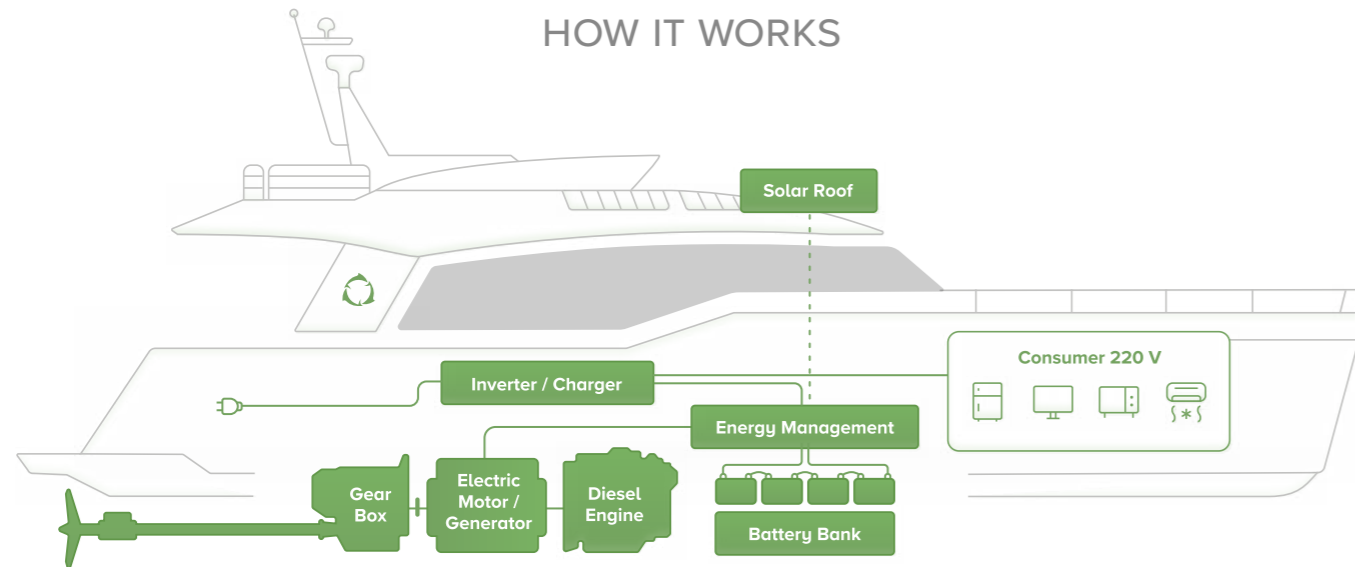 HOW IT WORKS
Solar Roof
Consumer 220 V
Inverter / Charger
Energy Management
Gear
Box
Electric
Motor /
Generator
Diesel
Engine
Battery Bank